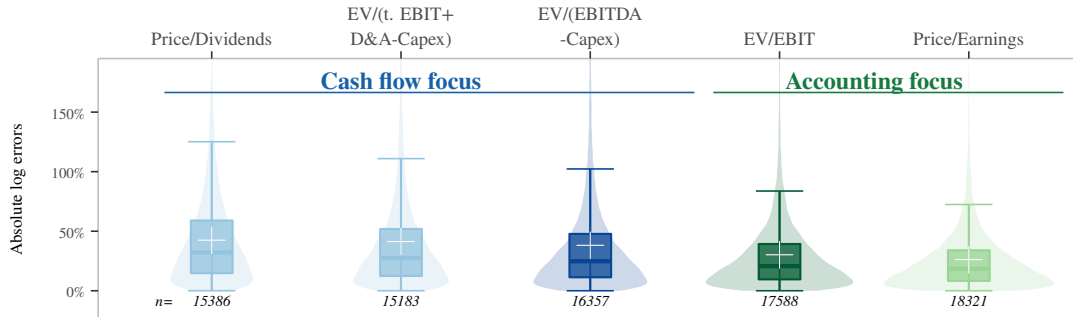 EV/(t. EBIT+ EV/(EBITDA
Price/Dividends D&A-Capex) -Capex) EV/EBIT Price/Earnings
Cash flow focus Accounting focus
150%
100%
50%
0%
Absolute log errors
n= 15386 15183 16357 17588 18321